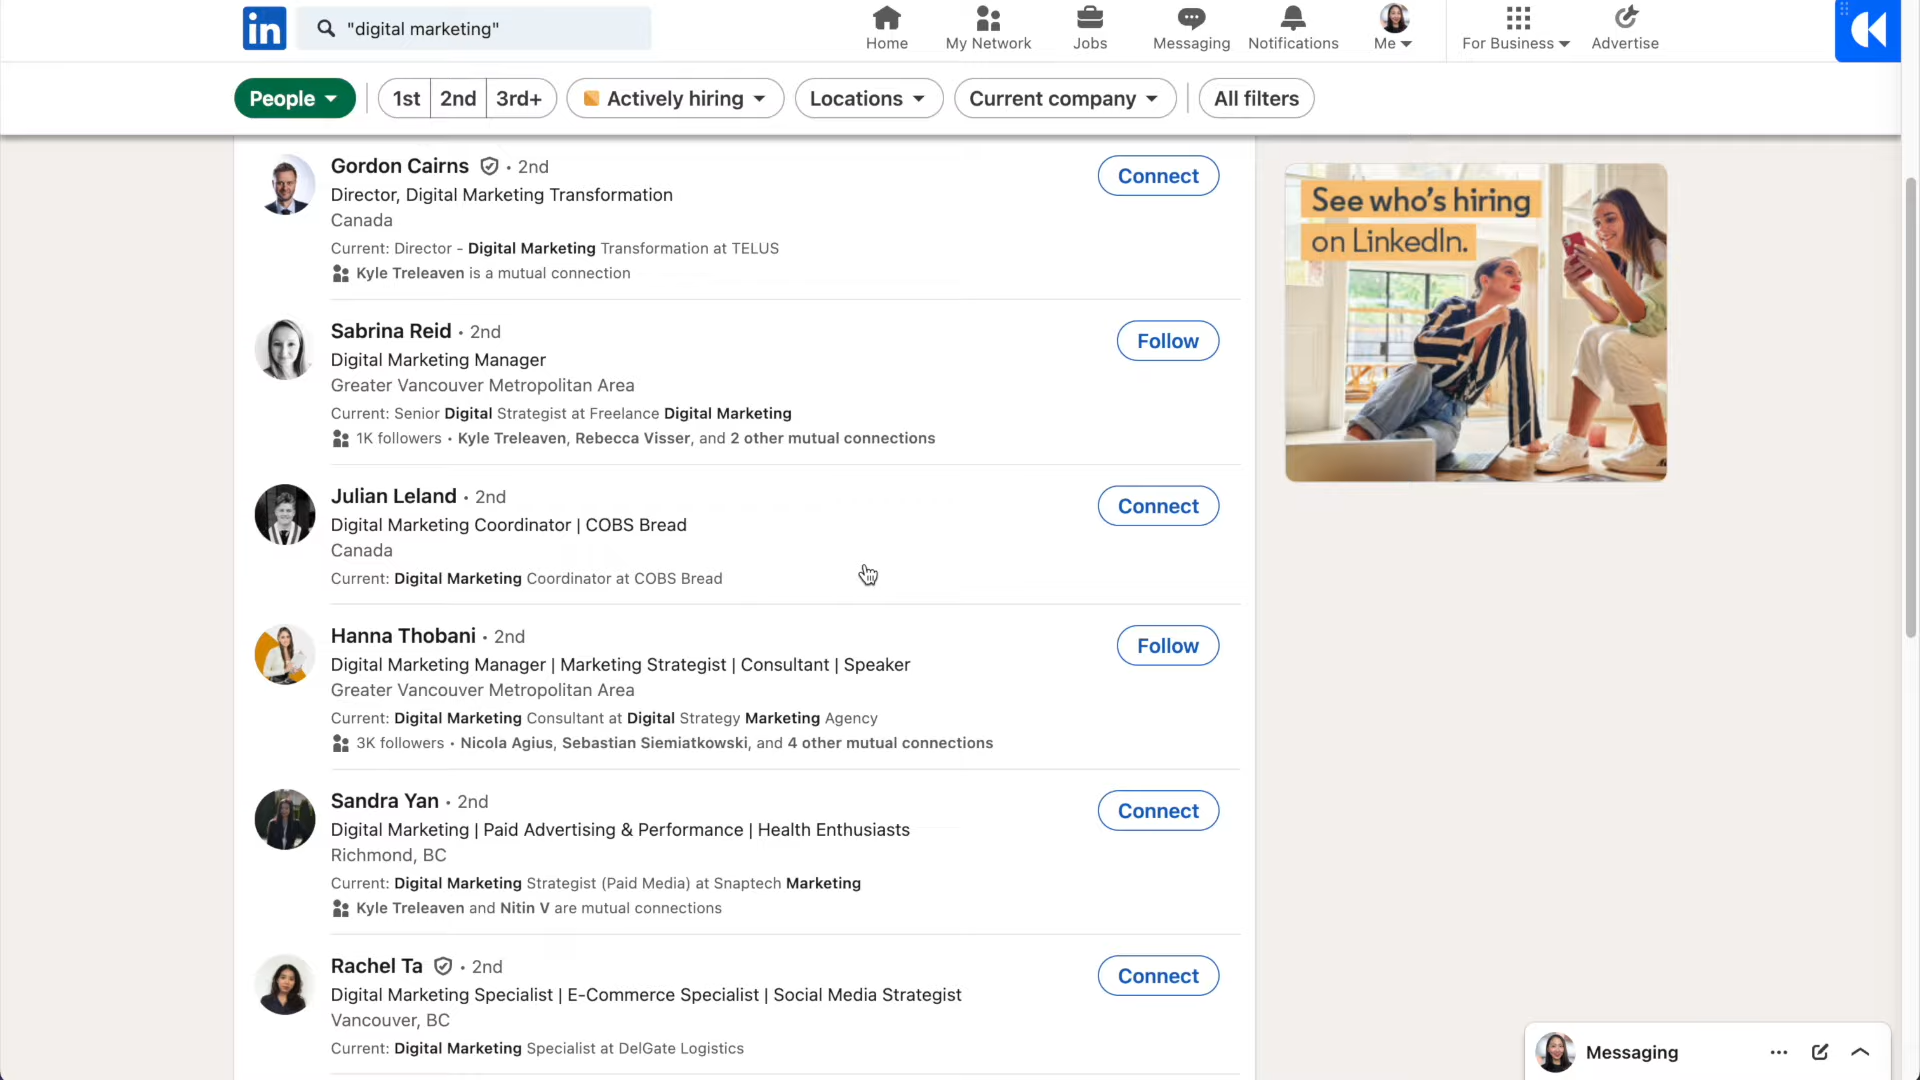 in
"digital marketing"
Home
My Network
Jobs
Messaging
Notifications
Me
For Business
Advertise
People
1st
2nd
3rd+
Actively hiring
Locations
Current company
All filters
Gordon Cairns • 2nd
Director, Digital Marketing Transformation
Canada
Current: Director - Digital Marketing Transformation at TELUS
Kyle Treleaven is a mutual connection
Connect
Sabrina Reid • 2nd
Digital Marketing Manager
Greater Vancouver Metropolitan Area
Current: Senior Digital Strategist at Freelance Digital Marketing
1K followers • Kyle Treleaven, Rebecca Visser, and 2 other mutual connections
Follow
Julian Leland • 2nd
Digital Marketing Coordinator | COBS Bread
Canada
Current: Digital Marketing Coordinator at COBS Bread
Connect
Hanna Thobani • 2nd
Digital Marketing Manager | Marketing Strategist | Consultant | Speaker
Greater Vancouver Metropolitan Area
Current: Digital Marketing Consultant at Digital Strategy Marketing Agency
3K followers • Nicola Agius, Sebastian Siemiatkowski, and 4 other mutual connections
Follow
Sandra Yan • 2nd
Digital Marketing | Paid Advertising & Performance | Health Enthusiasts
Richmond, BC
Current: Digital Marketing Strategist (Paid Media) at Snaptech Marketing
Kyle Treleaven and Nitin V are mutual connections
Connect
Rachel Ta • 2nd
Digital Marketing Specialist | E-Commerce Specialist | Social Media Strategist
Vancouver, BC
Current: Digital Marketing Specialist at DelGate Logistics
Connect
See who's hiring
on LinkedIn.
Messaging